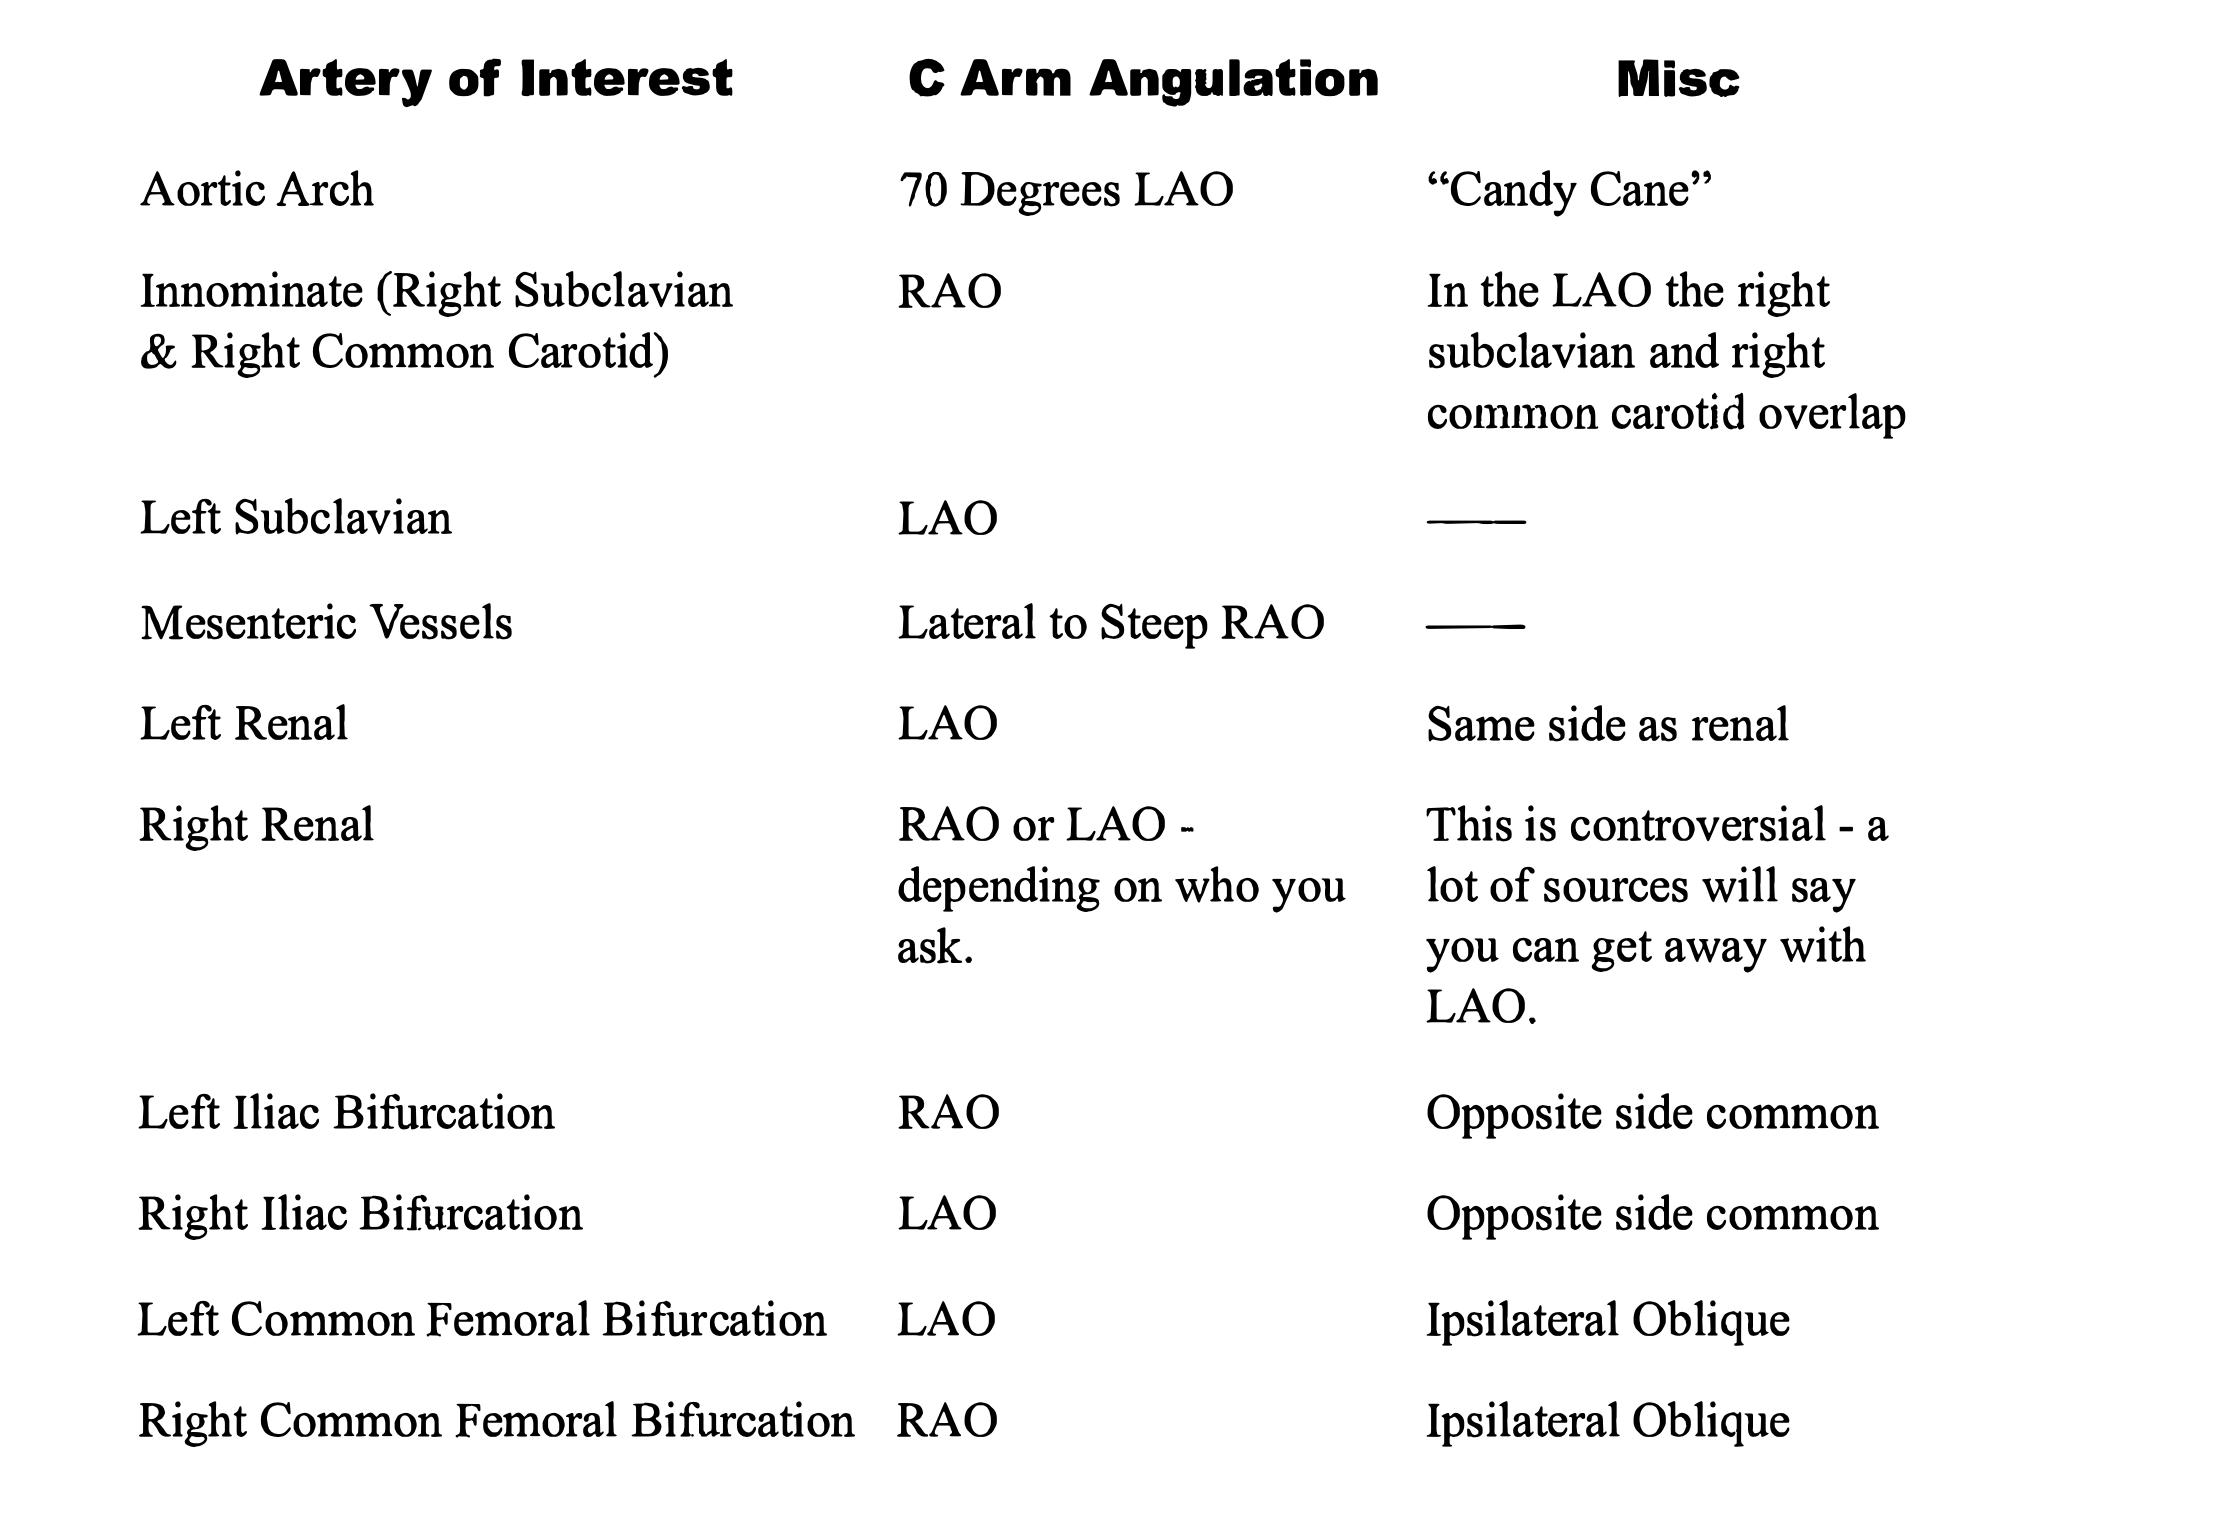 Artery of Interest C Arm Angulation Misc
Aortic Arch 70 Degrees LAO “Candy Cane”
Innominate (Right Subclavian RAO In the LAO the right
& Right Common Carotid) subclavian and right
common carotid overlap
Left Subclavian LAO —
Mesenteric Vessels Lateral to Steep RAO —
Left Renal LAO Same side as renal
Right Renal RAO or LAO - This is controversial - a
depending on who you lot of sources will say
ask. you can get away with
LAO.
Left Iliac Bifurcation RAO Opposite side common
Right Iliac Bifurcation LAO Opposite side common
Left Common Femoral Bifurcation LAO Ipsilateral Oblique
Right Common Femoral Bifurcation RAO Ipsilateral Oblique